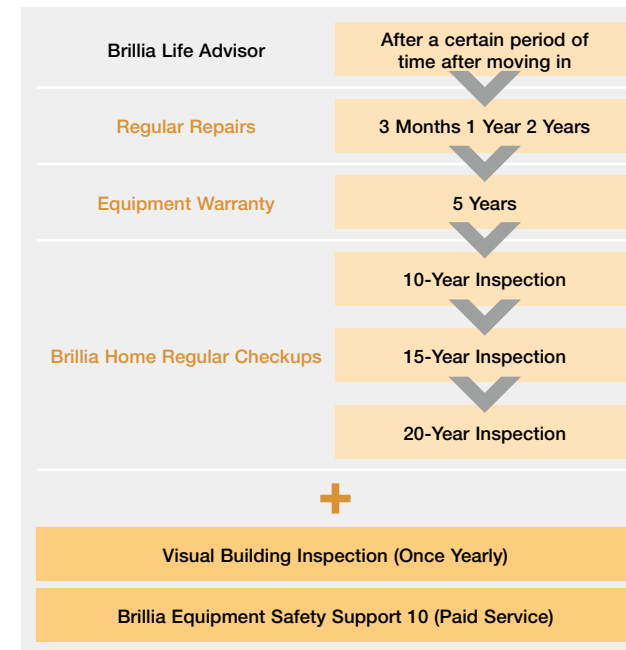 Brillia Life Advisor
After a certain period of
time after moving in
Regular Repairs
3 Months 1 Year 2 Years
Equipment Warranty
5 Years
10-Year Inspection
Brillia Home Regular Checkups
15-Year Inspection
20-Year Inspection
+
Visual Building Inspection (Once Yearly)
Brillia Equipment Safety Support 10 (Paid Service)